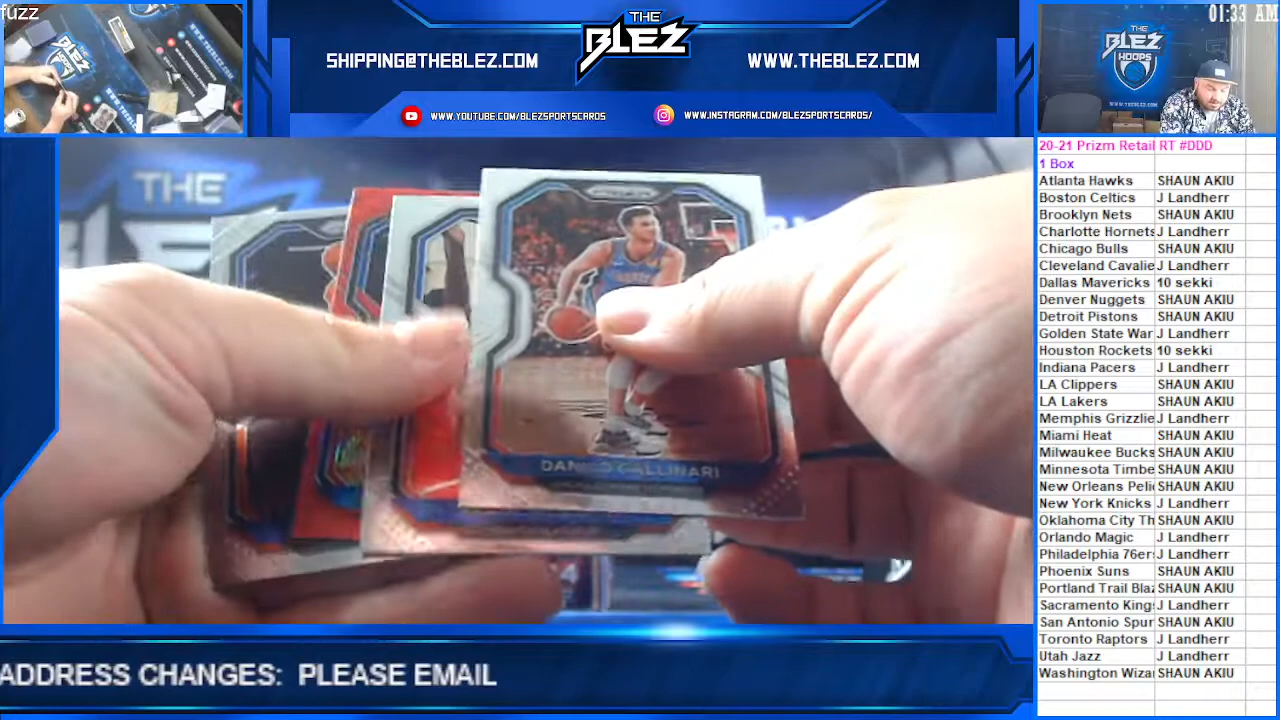 fuzz
SHIPPING@THEBLEZ.COM
THE
BLEZ
WWW.THEBLEZ.COM
WWW.YOUTUBE.COM/BLEZSPORTSCARDS
WWW.INSTAGRAM.COM/BLEZSPORTSCARDS/
01:33 AM
THE
BLEZ
HOOPS
WWW.THEBLEZ.COM
THE
BLEZ
THE
PRIZM
GALLINARI
20-21 Prizm Retail RT #DDD
1 Box
Atlanta Hawks SHAUN AKIU
Boston Celtics J Landherr
Brooklyn Nets SHAUN AKIU
Charlotte Hornets J Landherr
Chicago Bulls SHAUN AKIU
Cleveland Cavalie J Landherr
Dallas Mavericks 10 sekki
Denver Nuggets SHAUN AKIU
Detroit Pistons SHAUN AKIU
Golden State War J Landherr
Houston Rockets 10 sekki
Indiana Pacers J Landherr
LA Clippers SHAUN AKIU
LA Lakers SHAUN AKIU
Memphis Grizzlie J Landherr
Miami Heat SHAUN AKIU
Milwaukee Bucks SHAUN AKIU
Minnesota Timbe SHAUN AKIU
New Orleans Peli SHAUN AKIU
New York Knicks J Landherr
Oklahoma City Th SHAUN AKIU
Orlando Magic J Landherr
Philadelphia 76er J Landherr
Phoenix Suns SHAUN AKIU
Portland Trail Blaz SHAUN AKIU
Sacramento King J Landherr
San Antonio Spur SHAUN AKIU
Toronto Raptors J Landherr
Utah Jazz J Landherr
Washington Wiza SHAUN AKIU
ADDRESS CHANGES: PLEASE EMAIL